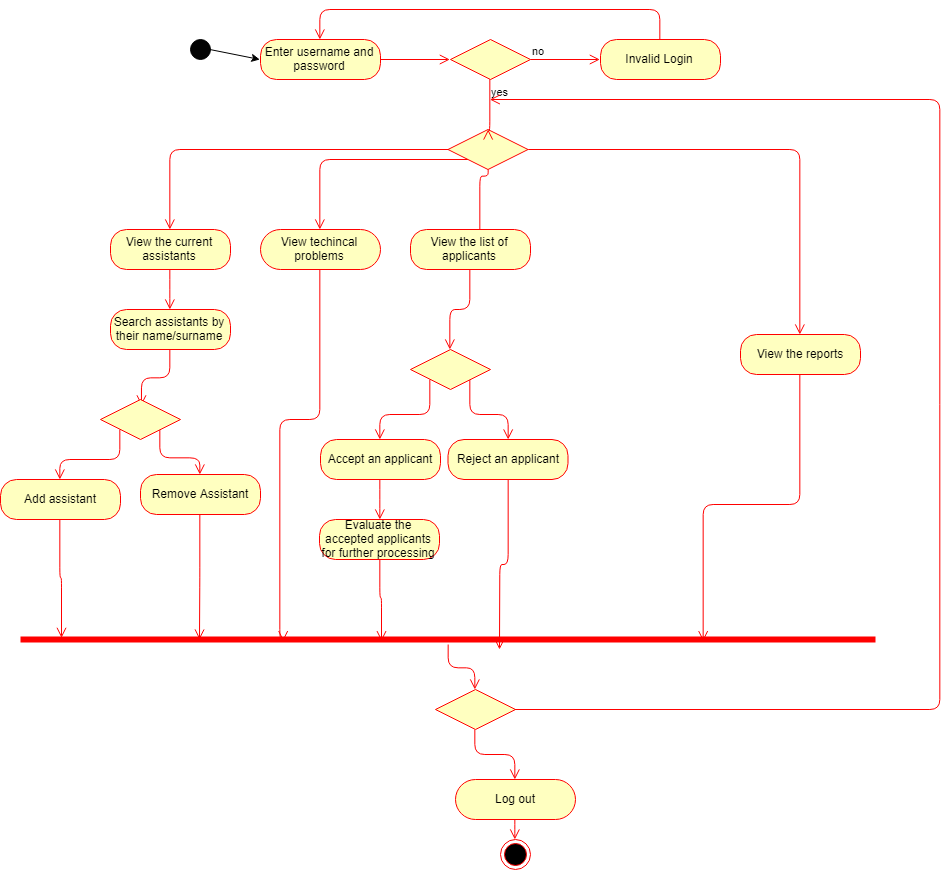 Enter username and
password
no
Invalid Login
yes
View the current
assistants
View techincal
problems
View the list of
applicants
Search assistants by
their name/surname
View the reports
Accept an applicant
Reject an applicant
Add assistant
Remove Assistant
Evaluate the
accepted applicants
for further processing
Log out